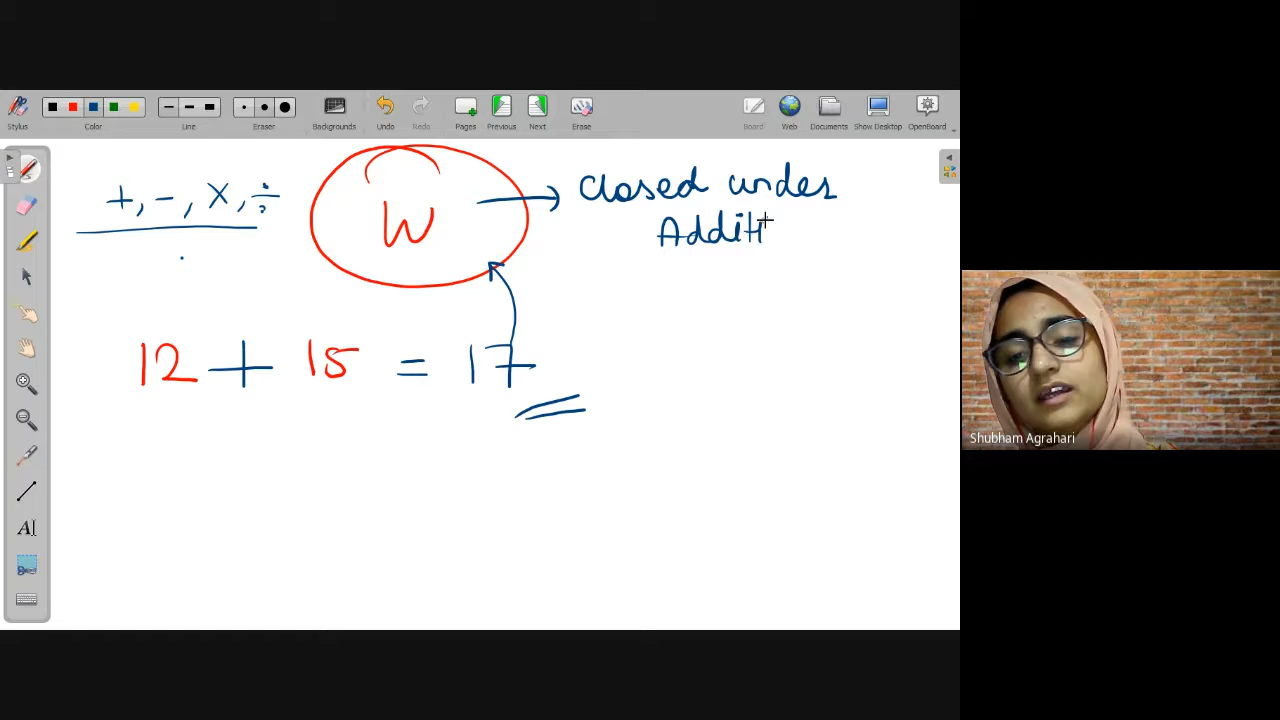 Stylus
Color
Line
Eraser
Backgrounds
Undo
Redo
Pages
Previous
Next
Erase
Board
Web
Documents
Show Desktop
OpenBoard
+, -, X, ÷
W
Closed under
Additi
12 + 15 = 17
A
Shubham Agrahari